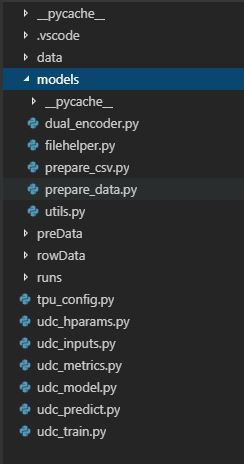 __pycache__
.vscode
data
models
__pycache__
dual_encoder.py
filehelper.py
prepare_csv.py
prepare_data.py
utils.py
preData
rowData
runs
tpu_config.py
udc_hparams.py
udc_inputs.py
udc_metrics.py
udc_model.py
udc_predict.py
udc_train.py